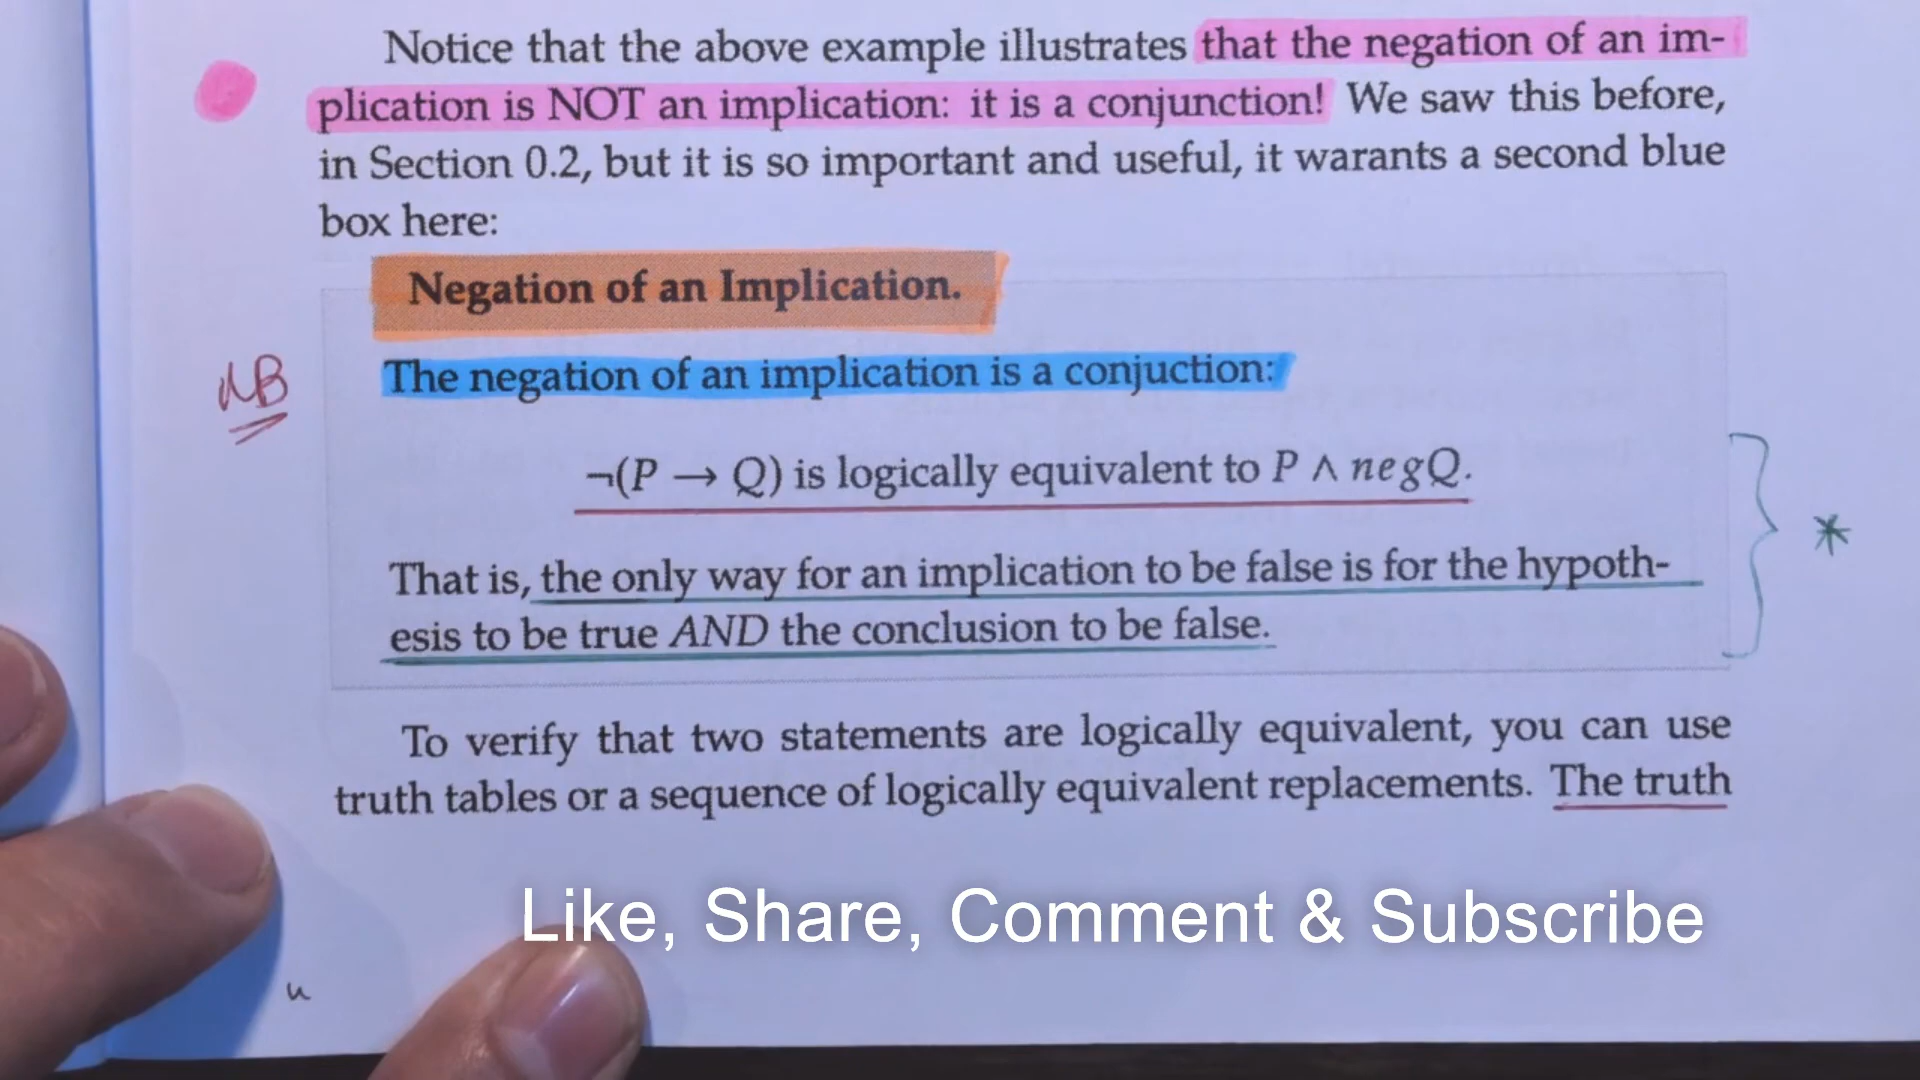 Notice that the above example illustrates that the negation of an im-
plication is NOT an implication: it is a conjunction! We saw this before,
in Section 0.2, but it is so important and useful, it warants a second blue
box here:
Negation of an Implication.
NB
The negation of an implication is a conjuction:
¬(P → Q) is logically equivalent to P ∧ negQ.
*
That is, the only way for an implication to be false is for the hypoth-
esis to be true AND the conclusion to be false.
To verify that two statements are logically equivalent, you can use
truth tables or a sequence of logically equivalent replacements. The truth
Like, Share, Comment & Subscribe